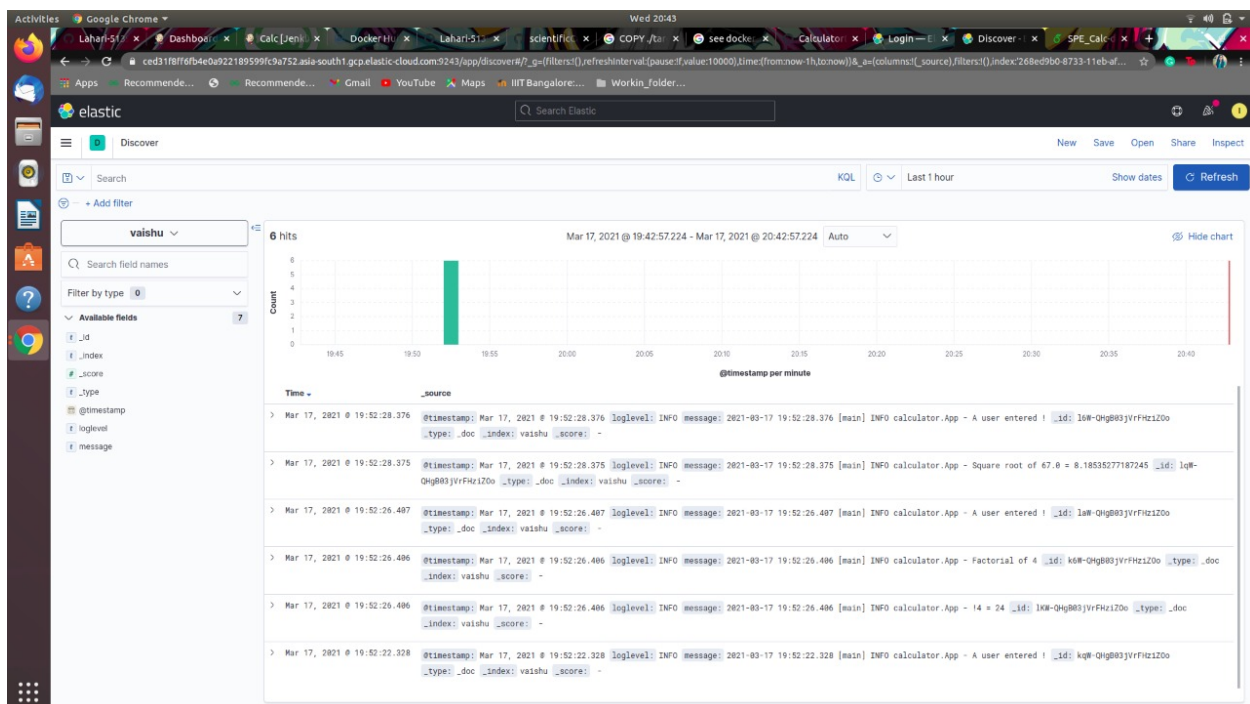 Activities Google Chrome Wed 20:43
Lahari-513 Dashboard Calc [Jenk Docker Hu Lahari-51 scientific COPY ./tar see docke Calculator Login — El Discover - SPE_Calc
/app/discover#/?_g=(filters:!(),refreshInterval:(pause:!f,value:10000),time:(from:now-1h,to:now))&_a=(columns:!(_source),filters:!(),index:'268ed9b0-8733-11eb-af...
Apps Recommende... Recommende... Gmail YouTube Maps IIIT Bangalore:... Workin_folder...
elastic Search Elastic
D Discover New Save Open Share Inspect
Search KQL Last 1 hour Show dates Refresh
+ Add filter
vaishu
Search field names
Filter by type 0
Available fields 7
t _id
t _index
# _score
t _type
@timestamp
t loglevel
t message
6 hits Mar 17, 2021 @ 19:42:57.224 - Mar 17, 2021 @ 20:42:57.224 Auto Hide chart
Count
6
5
4
3
2
1
0
19:45 19:50 19:55 20:00 20:05 20:10 20:15 20:20 20:25 20:30 20:35 20:40
@timestamp per minute
Time _source
Mar 17, 2021 @ 19:52:28.376 @timestamp: Mar 17, 2021 @ 19:52:28.376 loglevel: INFO message: 2021-03-17 19:52:28.376 [main] INFO calculator.App - A user entered ! _id: l6W-QHgB03jVrFHziZOo
_type: _doc _index: vaishu _score: -
Mar 17, 2021 @ 19:52:28.375 @timestamp: Mar 17, 2021 @ 19:52:28.375 loglevel: INFO message: 2021-03-17 19:52:28.375 [main] INFO calculator.App - Square root of 67.0 = 8.18535277187245 _id: lqW-
QHgB03jVrFHziZOo _type: _doc _index: vaishu _score: -
Mar 17, 2021 @ 19:52:26.407 @timestamp: Mar 17, 2021 @ 19:52:26.407 loglevel: INFO message: 2021-03-17 19:52:26.407 [main] INFO calculator.App - A user entered ! _id: laW-QHgB03jVrFHziZOo
_type: _doc _index: vaishu _score: -
Mar 17, 2021 @ 19:52:26.406 @timestamp: Mar 17, 2021 @ 19:52:26.406 loglevel: INFO message: 2021-03-17 19:52:26.406 [main] INFO calculator.App - Factorial of 4 _id: k6W-QHgB03jVrFHziZOo _type: _doc
_index: vaishu _score: -
Mar 17, 2021 @ 19:52:26.406 @timestamp: Mar 17, 2021 @ 19:52:26.406 loglevel: INFO message: 2021-03-17 19:52:26.406 [main] INFO calculator.App - !4 = 24 _id: lKW-QHgB03jVrFHziZOo _type: _doc
_index: vaishu _score: -
Mar 17, 2021 @ 19:52:22.328 @timestamp: Mar 17, 2021 @ 19:52:22.328 loglevel: INFO message: 2021-03-17 19:52:22.328 [main] INFO calculator.App - A user entered ! _id: kqW-QHgB03jVrFHziZOo
_type: _doc _index: vaishu _score: -